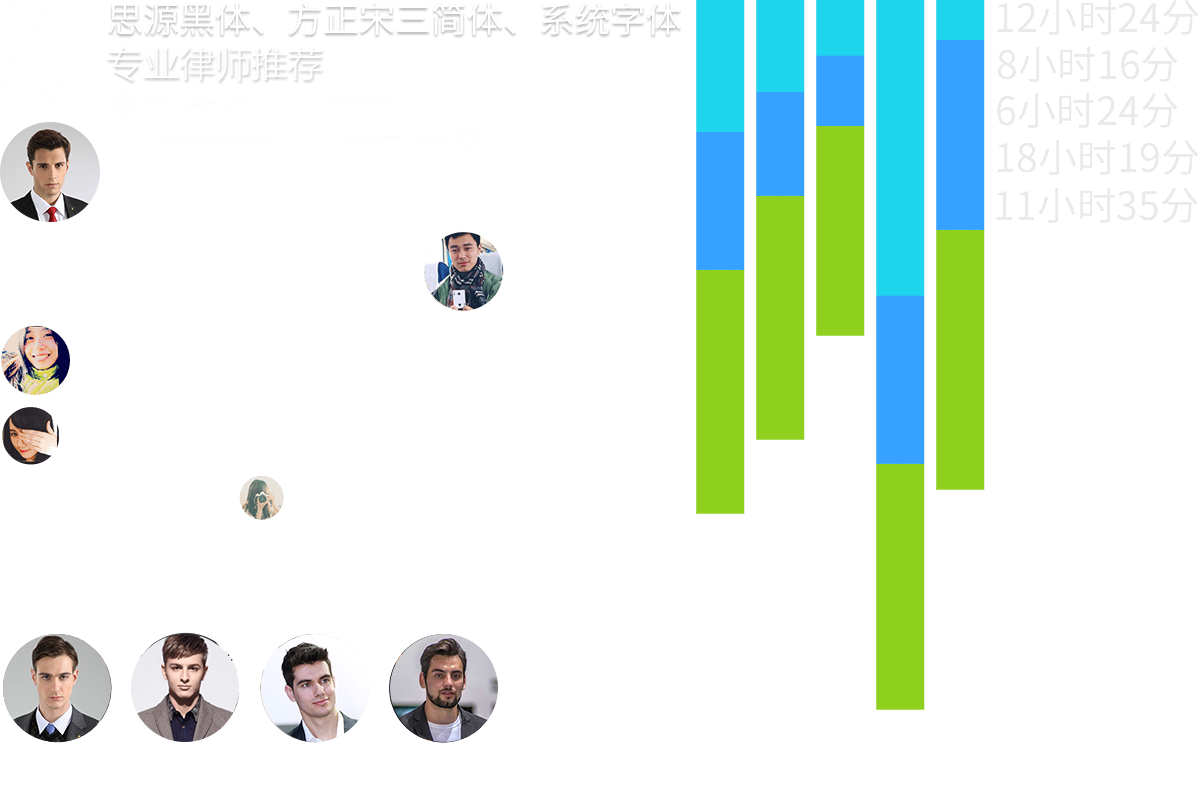 思源黑体、方正宋三简体、系统字体
专业律师推荐
12小时24分
8小时16分
6小时24分
18小时19分
11小时35分